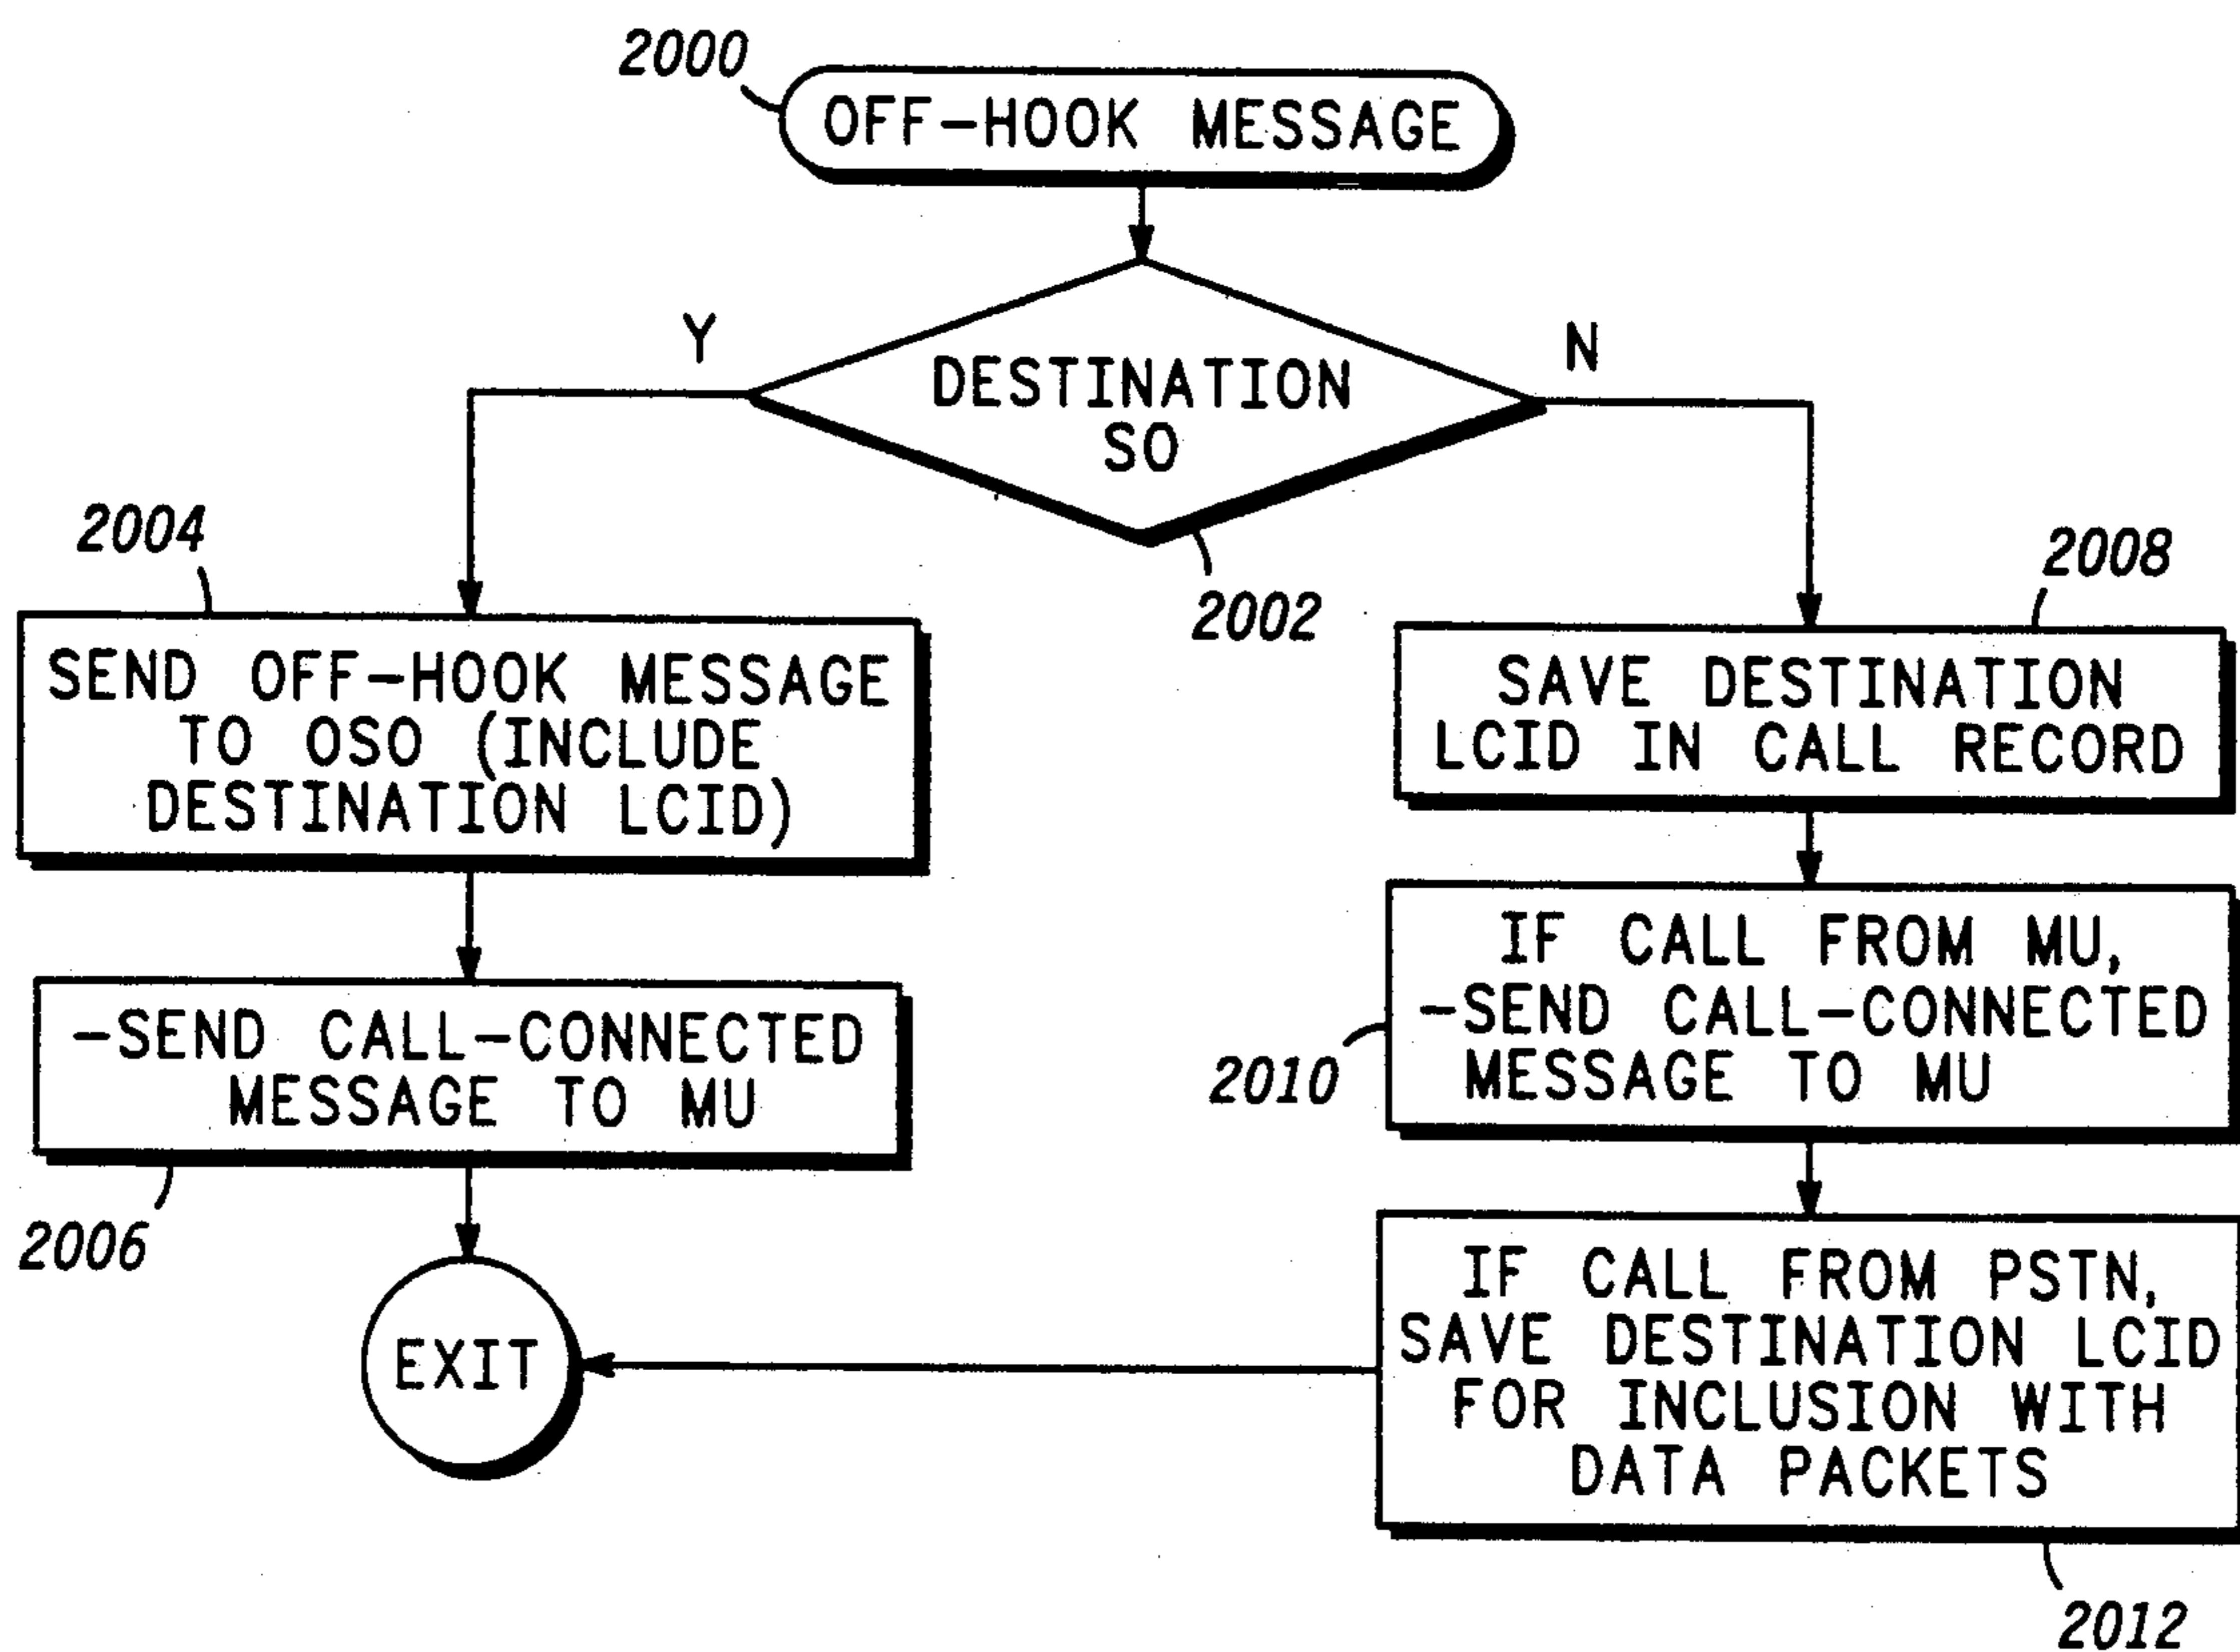 2000
OFF-HOOK MESSAGE
Y
N
DESTINATION
SO
2002
2004
SEND OFF-HOOK MESSAGE
TO OSO (INCLUDE
DESTINATION LCID)
-SEND CALL-CONNECTED
MESSAGE TO MU
2006
EXIT
2008
SAVE DESTINATION
LCID IN CALL RECORD
IF CALL FROM MU,
-SEND CALL-CONNECTED
MESSAGE TO MU
2010
IF CALL FROM PSTN,
SAVE DESTINATION LCID
FOR INCLUSION WITH
DATA PACKETS
2012